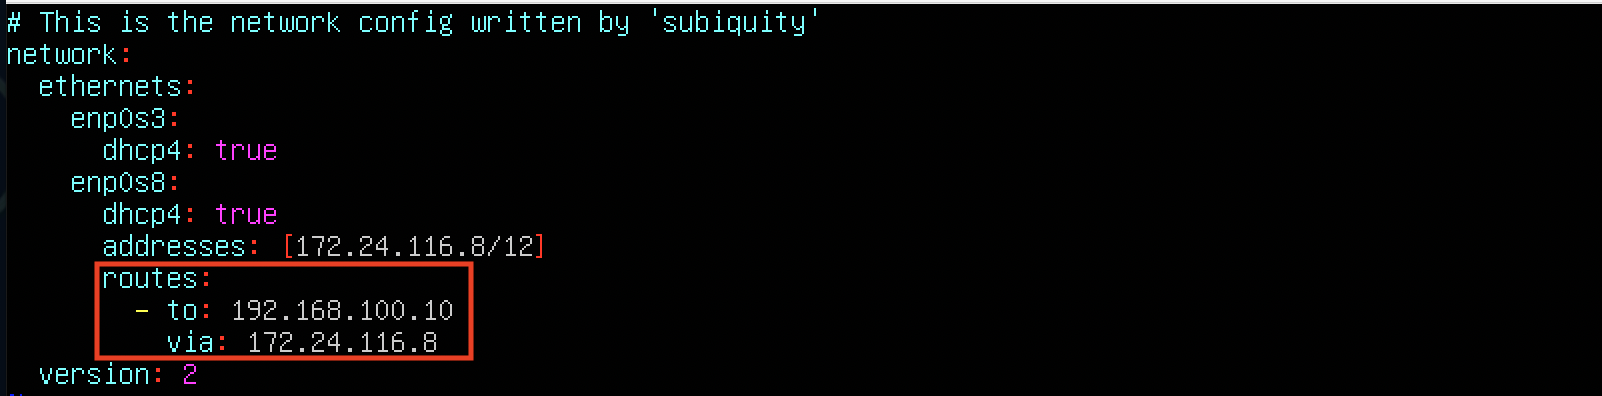 # This is the network config written by 'subiquity'
network:
  ethernets:
    enp0s3:
      dhcp4: true
    enp0s8:
      dhcp4: true
      addresses: [172.24.116.8/12]
      routes:
        - to: 192.168.100.10
          via: 172.24.116.8
  version: 2